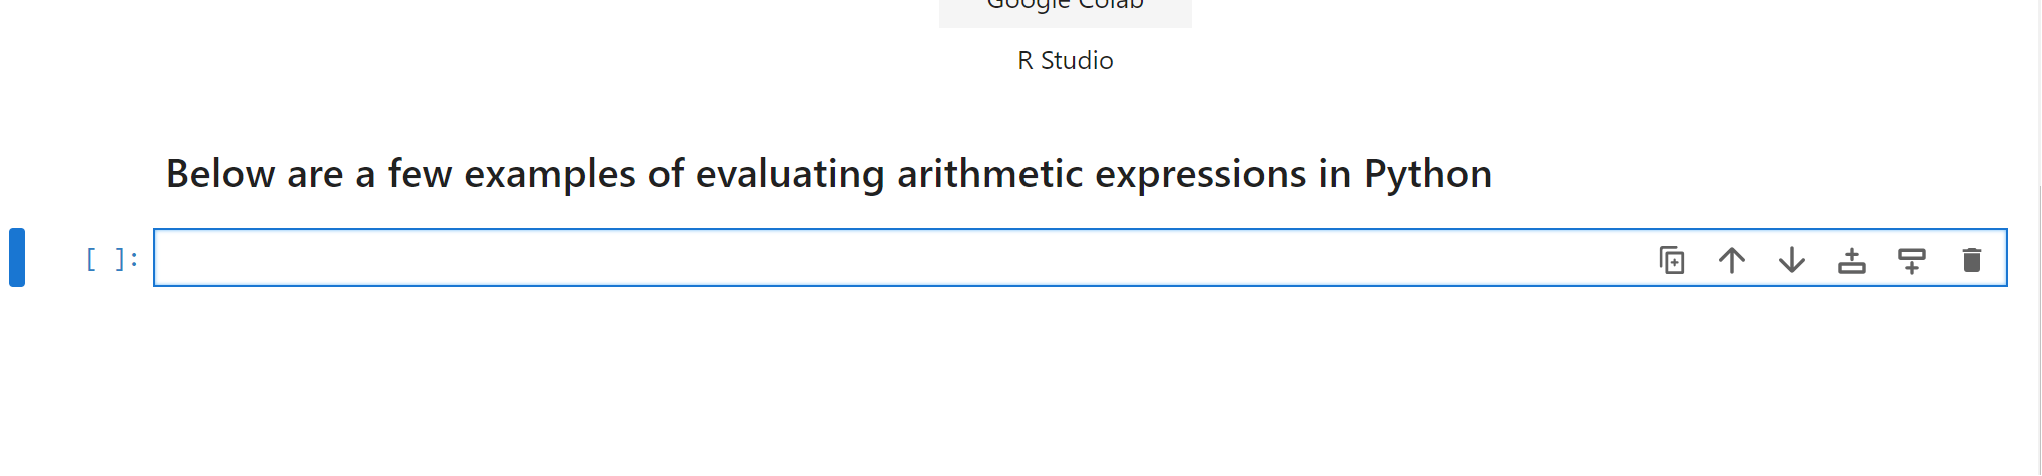 Google Colab
R Studio
Below are a few examples of evaluating arithmetic expressions in Python
[ ]: